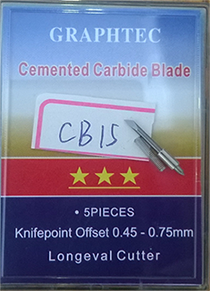 GRAPHTEC
Cemented Carbide Blade
CB15
• 5PIECES
Knifepoint Offset 0.45 - 0.75mm
Longeval Cutter